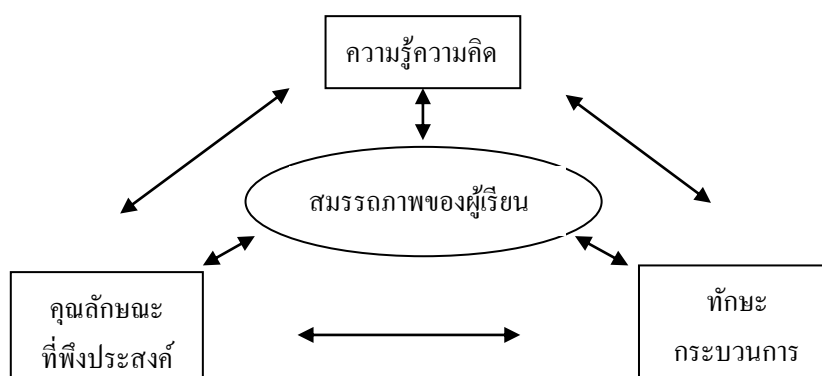 ความรู้ความคิด
สมรรถภาพของผู้เรียน
คุณลักษณะ
ที่พึงประสงค์
ทักษะ
กระบวนการ